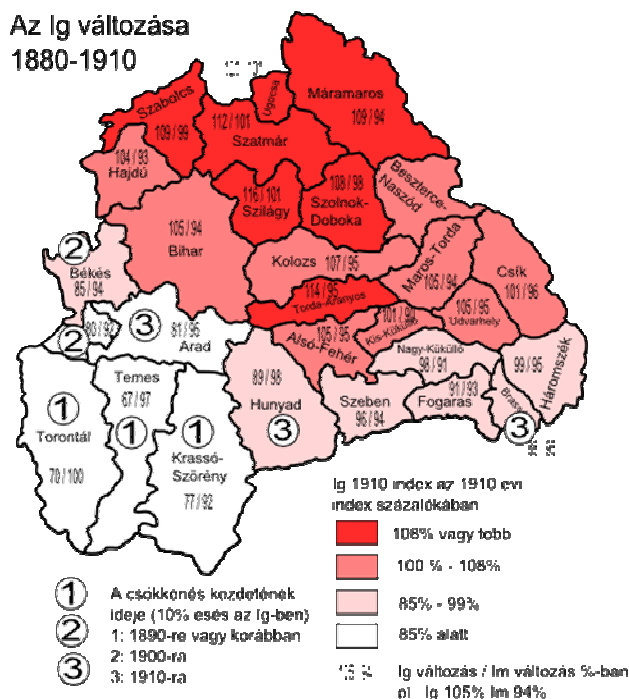 Az Ig változása
1880-1910
Szabolcs
109/99
112/101
Szatmár
Ugocsa
Máramaros
109/94
104/93
Hajdú
116/101
Szilágy
108/98
Szolnok-
Doboka
Beszterce-
Naszód
105/94
Bihar
Kolozs 107/95
Maros-Torda
105/94
Csík
101/96
2
Békés
85/94
114/95
Torda-Aranyos
105/95
Udvarhely
Kis-Küküllő
2
3
81/95
Arad
105/95
Alsó-Fehér
Nagy-Küküllő
98/91
99/95
Háromszék
Temes
67/97
89/98
Hunyad
3
Szeben
96/94
91/93
Fogaras
Brassó
3
1
Torontál
70/100
1
1
Krassó-
Szörény
77/92
Ig 1910 index az 1910 évi
index százalókában
108% vagy tobb
100 % - 108%
85% - 99%
85% alatt
Ig változás / Im változás %-ban
pl Ig 105% Im 94%
1
2
3
A csökkenés kezdetének
ideje (10% esés az Ig-ben)
1: 1890-re vagy korábban
2: 1900-ra
3: 1910-ra